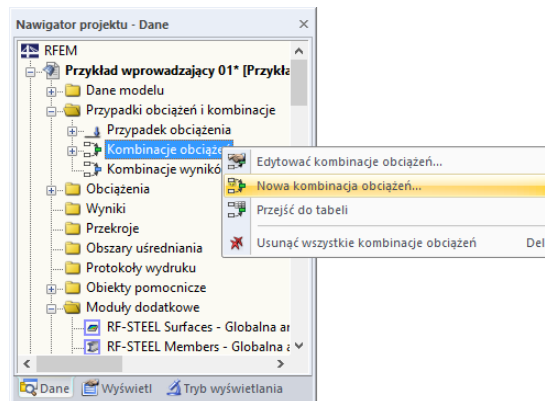 Nawigator projektu - Dane
RFEM
Przykład wprowadzający 01* [Przykła
Dane modelu
Przypadki obciążeń i kombinacje
Przypadek obciążenia
Kombinacje obciążeń
Kombinacje wyników
Obciążenia
Wyniki
Przekroje
Obszary uśredniania
Protokoły wydruku
Obiekty pomocnicze
Moduły dodatkowe
RF-STEEL Surfaces - Globalna an
RF-STEEL Members - Globalna a
Edytować kombinacje obciążeń...
Nowa kombinacja obciążeń...
Przejść do tabeli
Usunąć wszystkie kombinacje obciążeń Del
Dane Wyświetl Tryb wyświetlania